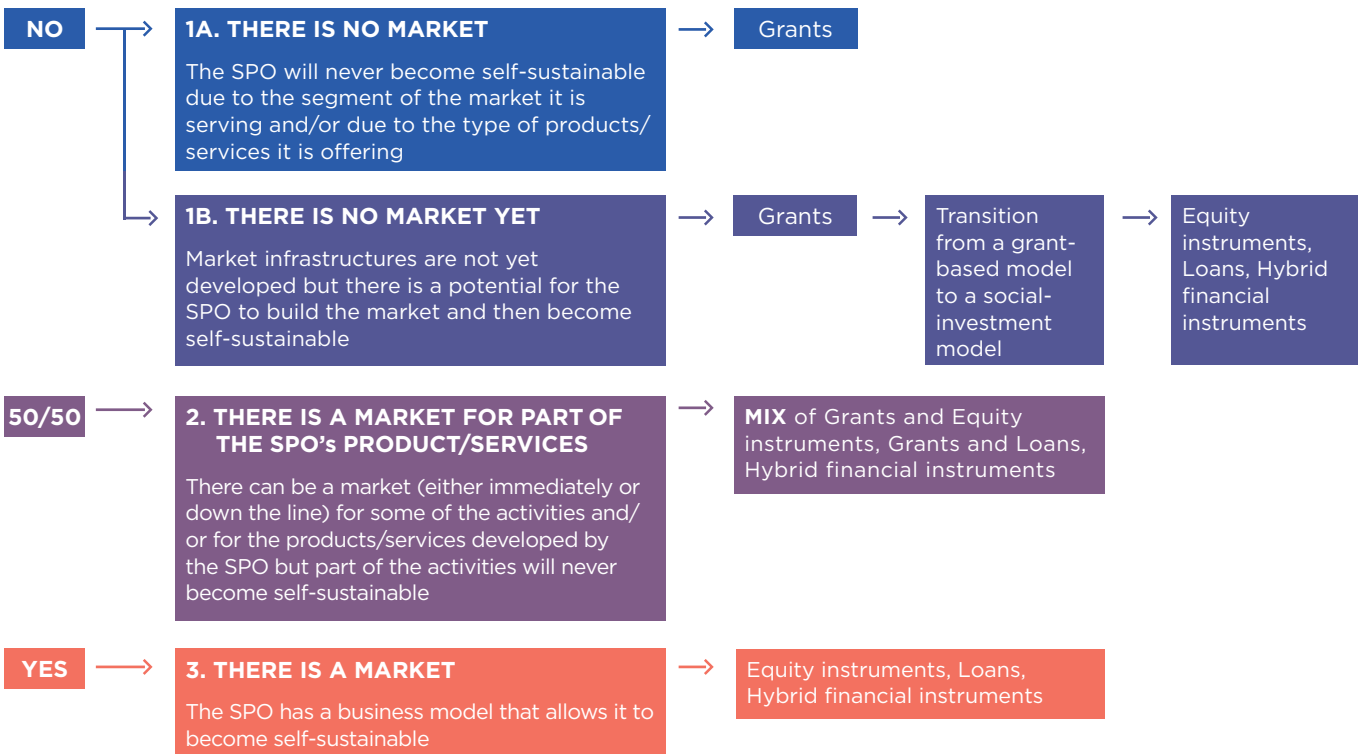 NO
1A. THERE IS NO MARKET
The SPO will never become self-sustainable
due to the segment of the market it is
serving and/or due to the type of products/
services it is offering
Grants
1B. THERE IS NO MARKET YET
Market infrastructures are not yet
developed but there is a potential for the
SPO to build the market and then become
self-sustainable
Grants
Transition
from a grant-
based model
to a social-
investment
model
Equity
instruments,
Loans, Hybrid
financial
instruments
50/50
2. THERE IS A MARKET FOR PART OF
THE SPO's PRODUCT/SERVICES
There can be a market (either immediately or
down the line) for some of the activities and/
or for the products/services developed by
the SPO but part of the activities will never
become self-sustainable
MIX of Grants and Equity
instruments, Grants and Loans,
Hybrid financial instruments
YES
3. THERE IS A MARKET
The SPO has a business model that allows it to
become self-sustainable
Equity instruments, Loans,
Hybrid financial instruments